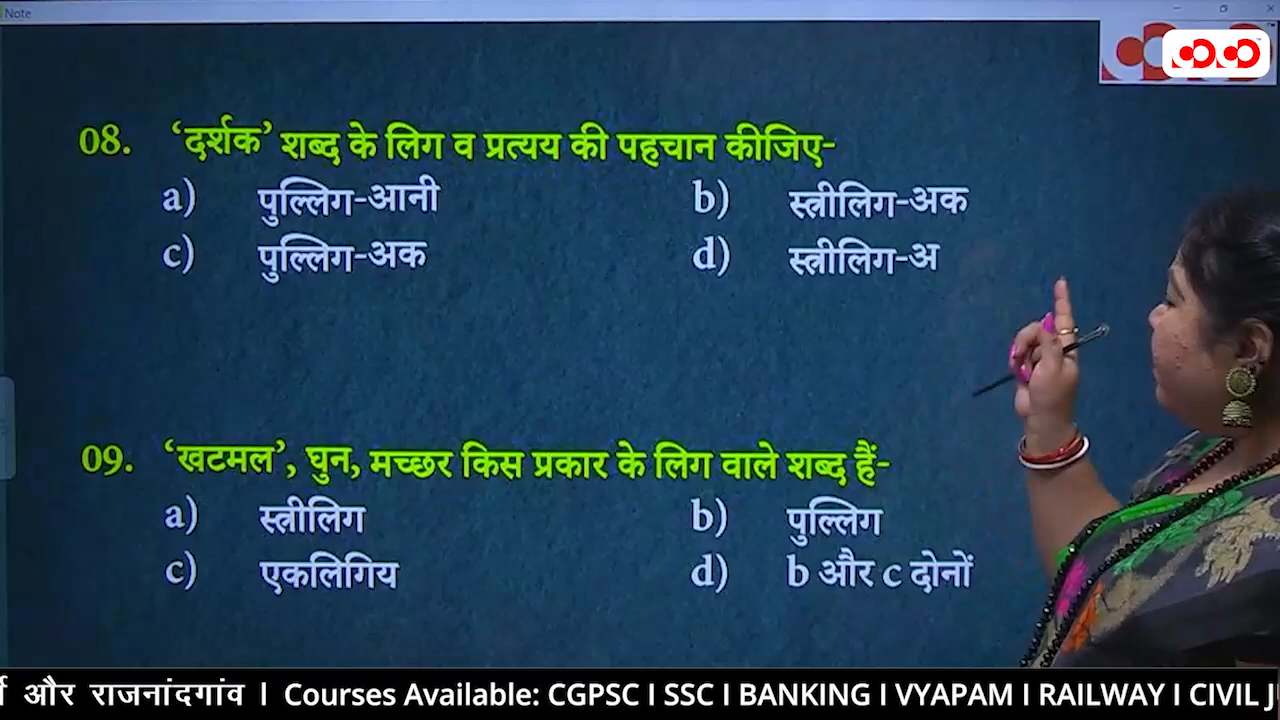 Note
08. ‘दर्शक’ शब्द के लिग व प्रत्यय की पहचान कीजिए-
a) पुल्लिग-आनी b) स्त्रीलिग-अक
c) पुल्लिग-अक d) स्त्रीलिग-अ
09. ‘खटमल’, घुन, मच्छर किस प्रकार के लिग वाले शब्द हैं-
a) स्त्रीलिग b) पुल्लिग
c) एकलिगिय d) b और c दोनों
और राजनांदगांव I Courses Available: CGPSC I SSC I BANKING I VYAPAM I RAILWAY I CIVIL J